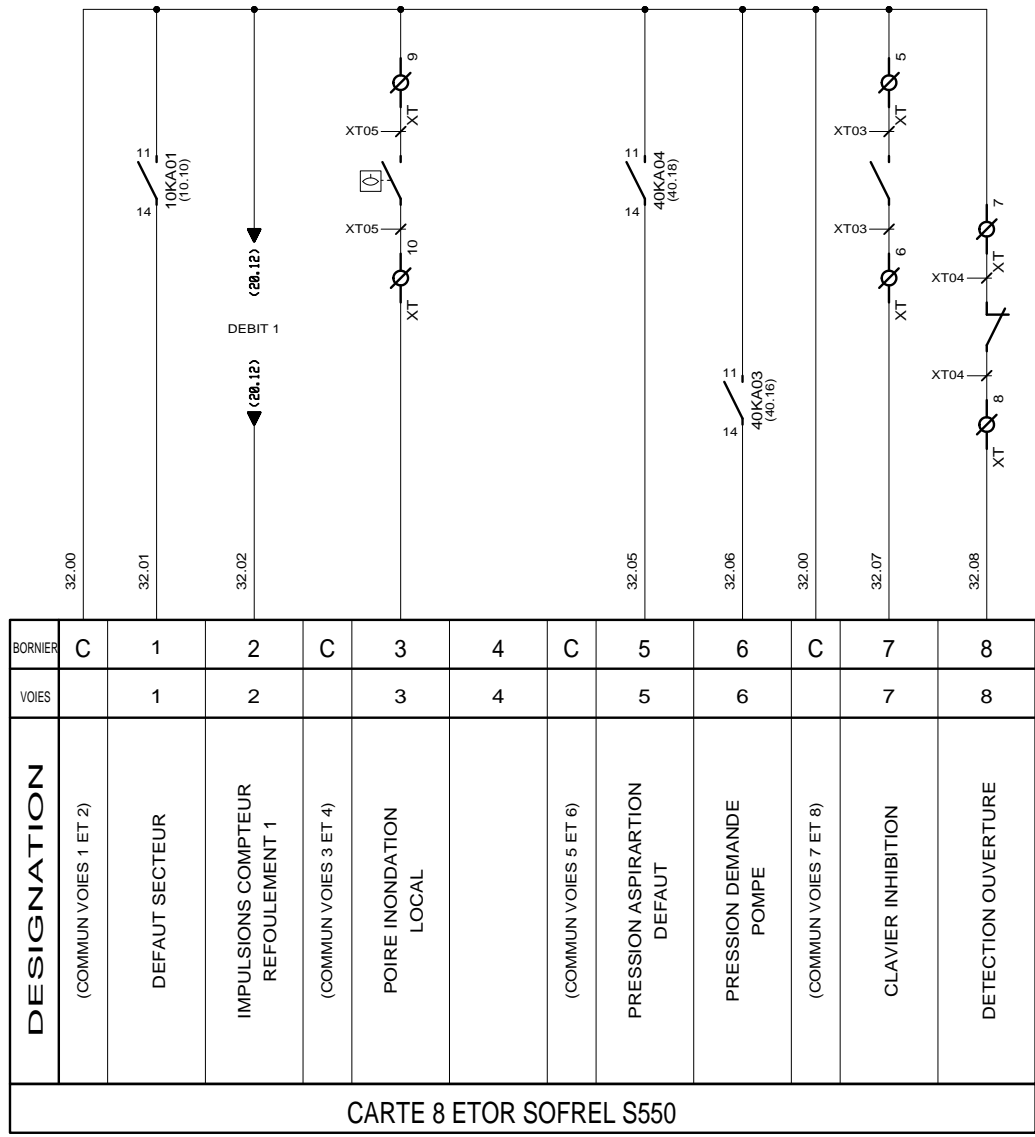 9
XT
XT05
XT05
10
XT
5
XT
XT03
XT03
6
XT
11
14
10KA01
(10.10)
11
14
40KA04
(40.18)
7
XT
XT04
XT04
8
XT
(20.12)
DEBIT 1
(20.12)
11
14
40KA03
(40.16)
32.00
32.01
32.02
32.05
32.06
32.00
32.07
32.08
BORNIER C 1 2 C 3 4 C 5 6 C 7 8
VOIES 1 2 3 4 5 6 7 8
DESIGNATION
(COMMUN VOIES 1 ET 2)
DEFAUT SECTEUR
IMPULSIONS COMPTEUR
REFOULEMENT 1
(COMMUN VOIES 3 ET 4)
POIRE INONDATION
LOCAL
(COMMUN VOIES 5 ET 6)
PRESSION ASPIRARTION
DEFAUT
PRESSION DEMANDE
POMPE
(COMMUN VOIES 7 ET 8)
CLAVIER INHIBITION
DETECTION OUVERTURE
CARTE 8 ETOR SOFREL S550